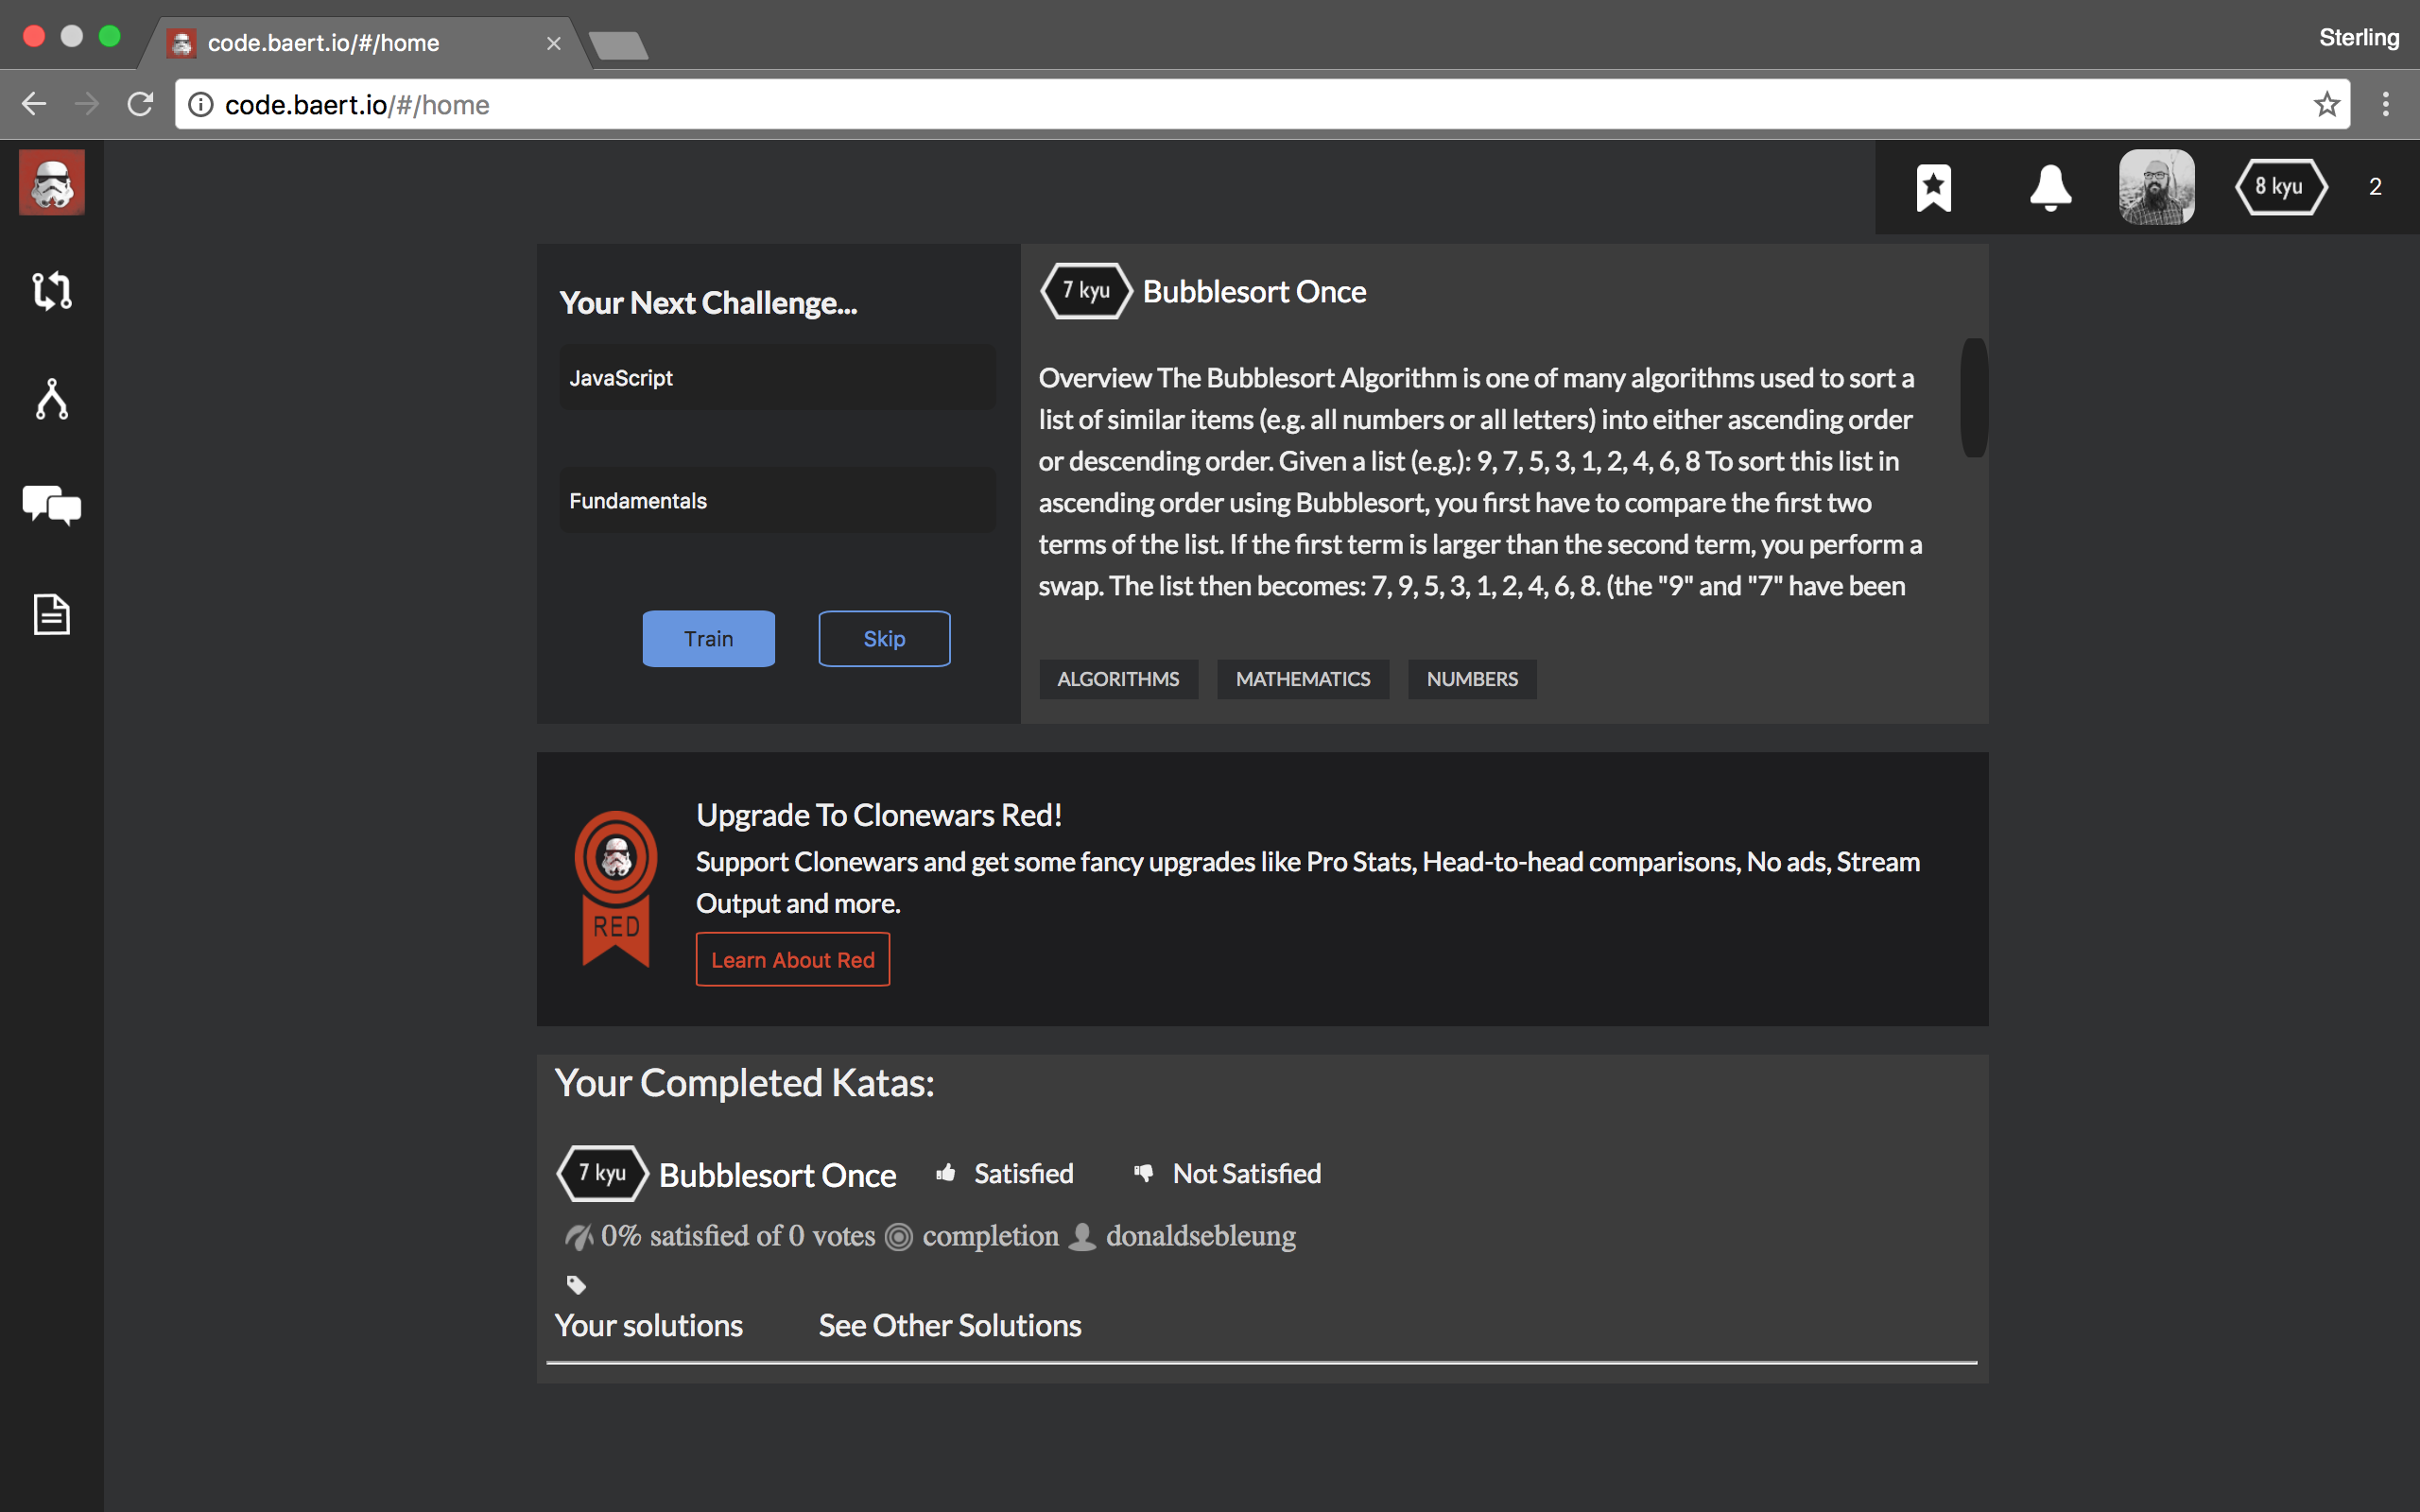 code.baert.io/#/home
Sterling
code.baert.io/#/home
8 kyu 2
Your Next Challenge...
JavaScript
Fundamentals
Train Skip
7 kyu Bubblesort Once
Overview The Bubblesort Algorithm is one of many algorithms used to sort a
list of similar items (e.g. all numbers or all letters) into either ascending order
or descending order. Given a list (e.g.): 9, 7, 5, 3, 1, 2, 4, 6, 8 To sort this list in
ascending order using Bubblesort, you first have to compare the first two
terms of the list. If the first term is larger than the second term, you perform a
swap. The list then becomes: 7, 9, 5, 3, 1, 2, 4, 6, 8. (the "9" and "7" have been
ALGORITHMS MATHEMATICS NUMBERS
RED
Upgrade To Clonewars Red!
Support Clonewars and get some fancy upgrades like Pro Stats, Head-to-head comparisons, No ads, Stream
Output and more.
Learn About Red
Your Completed Katas:
7 kyu Bubblesort Once Satisfied Not Satisfied
0% satisfied of 0 votes completion donaldsebleung
Your solutions See Other Solutions